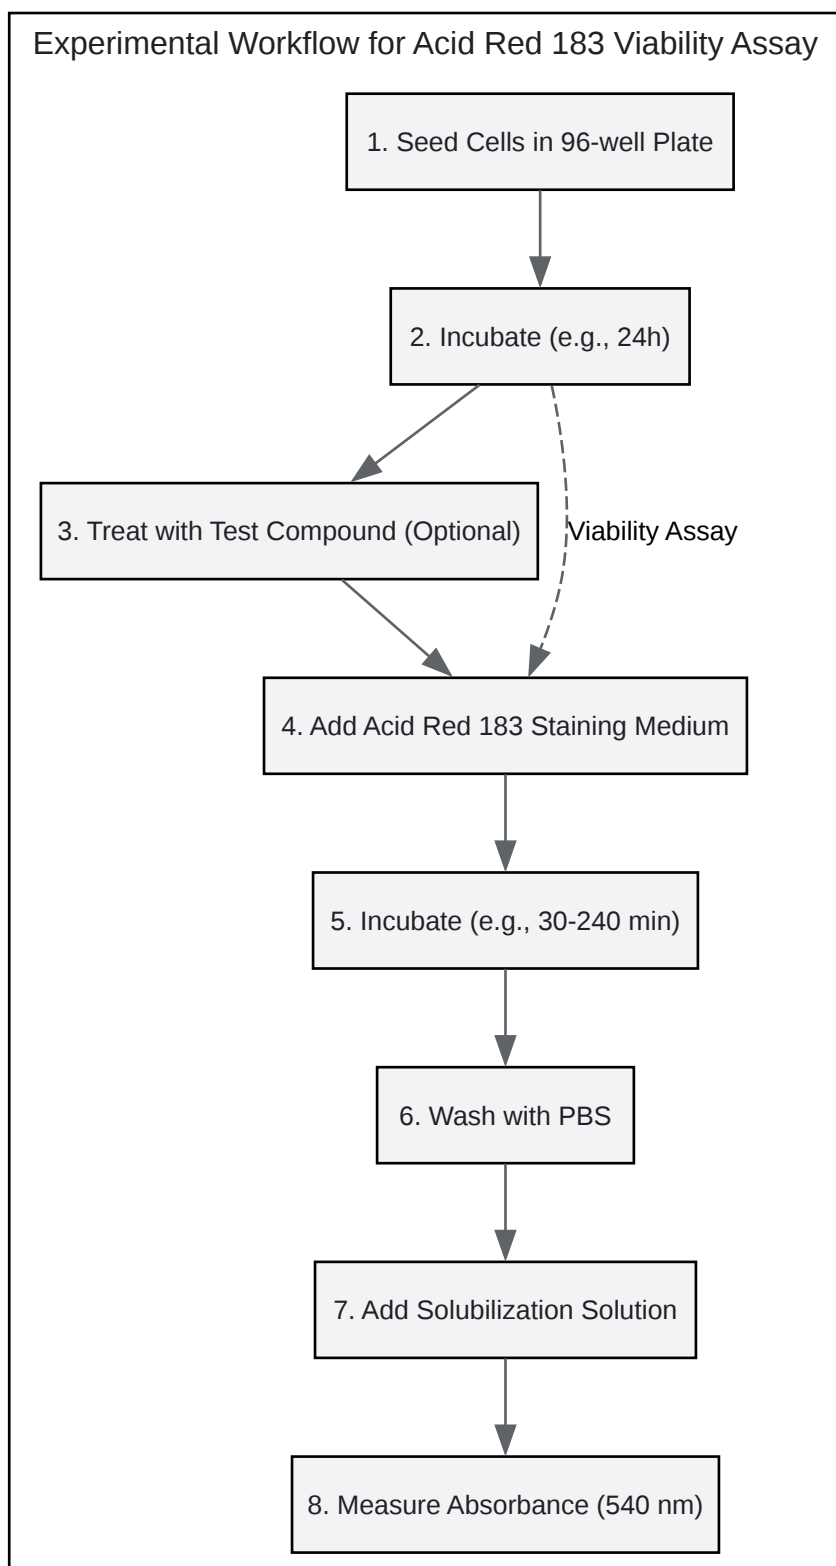 Experimental Workflow for Acid Red 183 Viability Assay
1. Seed Cells in 96-well Plate
2. Incubate (e.g., 24h)
3. Treat with Test Compound (Optional)
Viability Assay
4. Add Acid Red 183 Staining Medium
5. Incubate (e.g., 30-240 min)
6. Wash with PBS
7. Add Solubilization Solution
8. Measure Absorbance (540 nm)